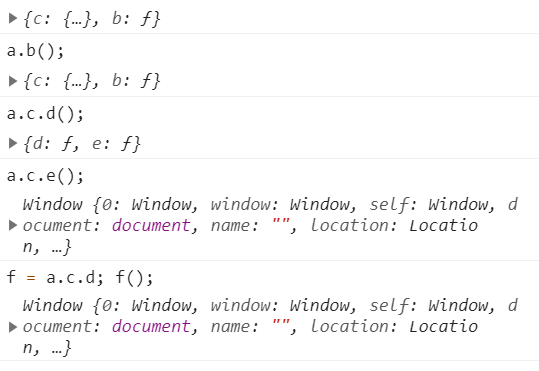 {c: {…}, b: ƒ}
a.b();
{c: {…}, b: ƒ}
a.c.d();
{d: ƒ, e: ƒ}
a.c.e();
Window {0: Window, window: Window, self: Window, d
ocument: document, name: "", location: Locatio
n, …}
f = a.c.d; f();
Window {0: Window, window: Window, self: Window, d
ocument: document, name: "", location: Locatio
n, …}